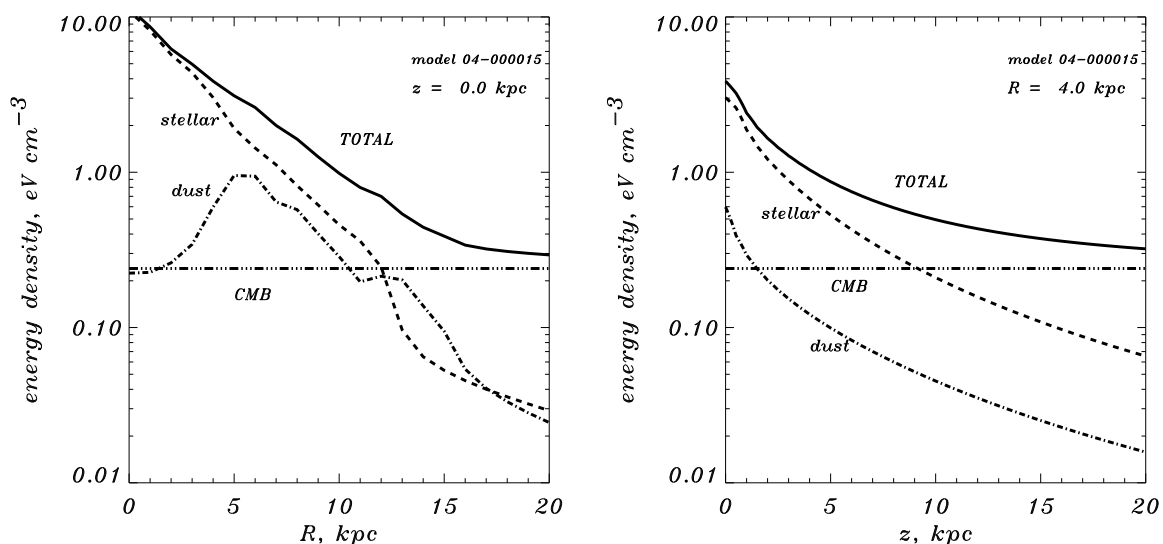 10.00
1.00
0.10
0.01
energy density, eV cm−3
model 04−000015
z = 0.0 kpc
stellar
TOTAL
dust
CMB
0 5 10 15 20
R, kpc
10.00
1.00
0.10
0.01
energy density, eV cm−3
model 04−000015
R = 4.0 kpc
TOTAL
stellar
CMB
dust
0 5 10 15 20
z, kpc